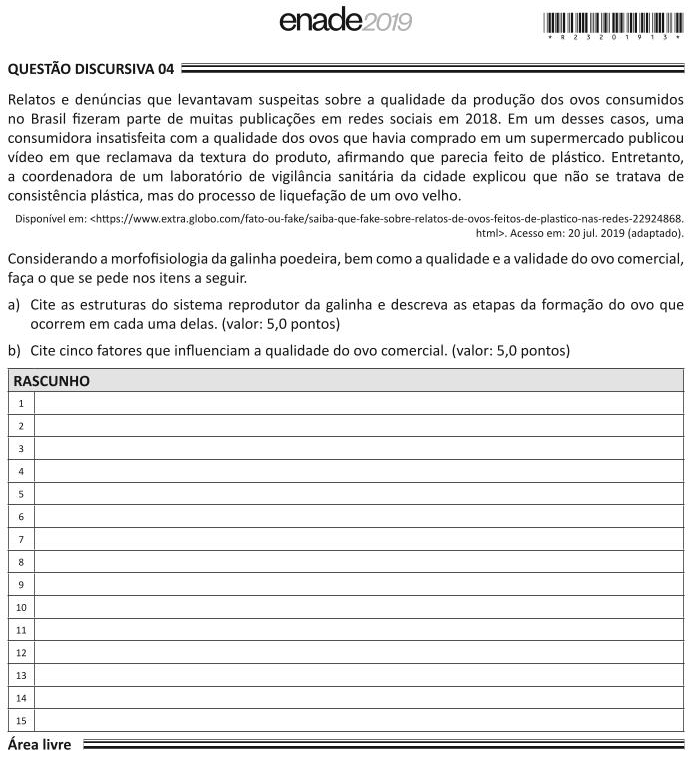 enade2019
* R 2 3 2 0 1 9 1 3 *
QUESTÃO DISCURSIVA 04
Relatos e denúncias que levantavam suspeitas sobre a qualidade da produção dos ovos consumidos
no Brasil fizeram parte de muitas publicações em redes sociais em 2018. Em um desses casos, uma
consumidora insatisfeita com a qualidade dos ovos que havia comprado em um supermercado publicou
vídeo em que reclamava da textura do produto, afirmando que parecia feito de plástico. Entretanto,
a coordenadora de um laboratório de vigilância sanitária da cidade explicou que não se tratava de
consistência plástica, mas do processo de liquefação de um ovo velho.
Disponível em: <https://www.extra.globo.com/fato-ou-fake/saiba-que-fake-sobre-relatos-de-ovos-feitos-de-plastico-nas-redes-22924868.
html>. Acesso em: 20 jul. 2019 (adaptado).
Considerando a morfofisiologia da galinha poedeira, bem como a qualidade e a validade do ovo comercial,
faça o que se pede nos itens a seguir.
a) Cite as estruturas do sistema reprodutor da galinha e descreva as etapas da formação do ovo que
ocorrem em cada uma delas. (valor: 5,0 pontos)
b) Cite cinco fatores que influenciam a qualidade do ovo comercial. (valor: 5,0 pontos)
RASCUNHO
1
2
3
4
5
6
7
8
9
10
11
12
13
14
15
Área livre